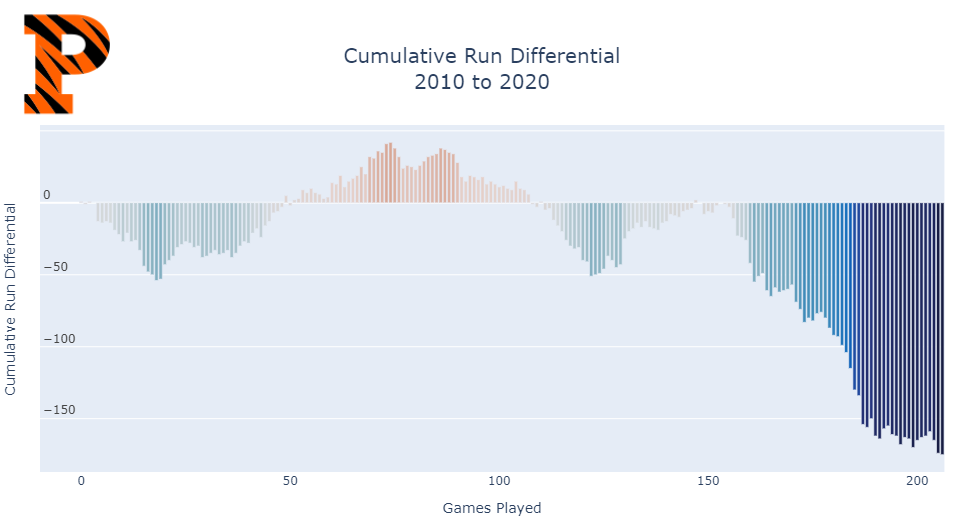 P
Cumulative Run Differential
2010 to 2020
Cumulative Run Differential
0
−50
−100
−150
0 50 100 150 200
Games Played